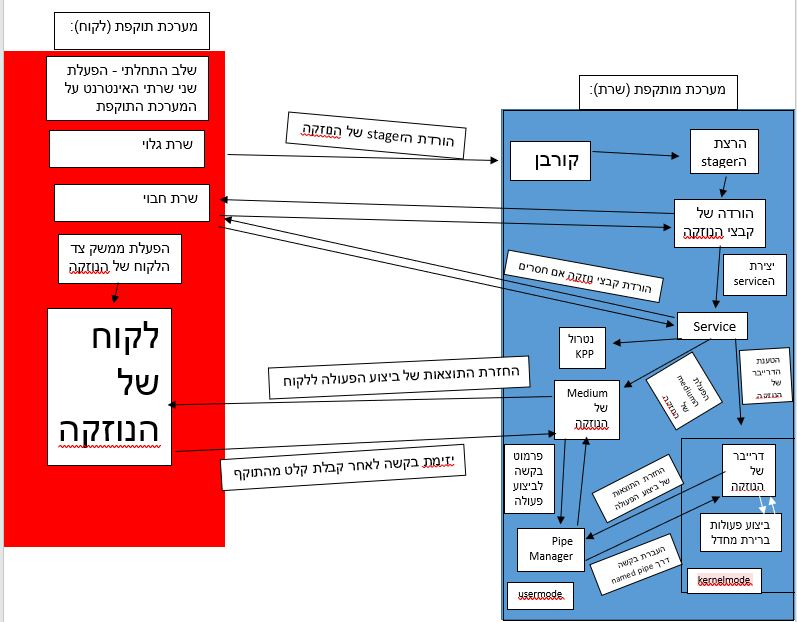 מערכת תוקפת (לקוח):
שלב התחלתי - הפעלת
שני שרתי האינטרנט על
המערכת התוקפת
שרת גלוי
שרת חבוי
הפעלת ממשק צד
הלקוח של הנוזקה
לקוח
של
הנוזקה
הורדת הstager של הנוזקה
הורדת קבצי נוזקה אם חסרים
החזרת התוצאות של ביצוע הפעולה ללקוח
יזימת בקשה לאחר קבלת קלט מהתוקף
מערכת מותקפת (שרת):
קורבן
הרצת
הstager
הורדה של
קבצי הנוזקה
יצירת
הservice
Service
נטרול
KPP
הפעלת
הmedium
של
הנוזקה
הטענת
הדרייבר
של
הנוזקה
Medium
של
הנוזקה
פרמוט
בקשה
לביצוע
פעולה
Pipe
Manager
החזרת התוצאות
של ביצוע הפעולה
העברת בקשה
דרך named pipe
דרייבר
של
הנוזקה
ביצוע פעולות
ברירת מחדל
usermode
kernelmode